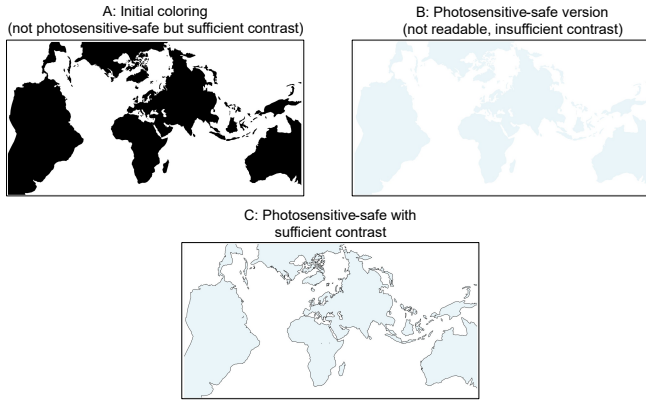 A: Initial coloring
(not photosensitive-safe but sufficient contrast)
B: Photosensitive-safe version
(not readable, insufficient contrast)
C: Photosensitive-safe with
sufficient contrast